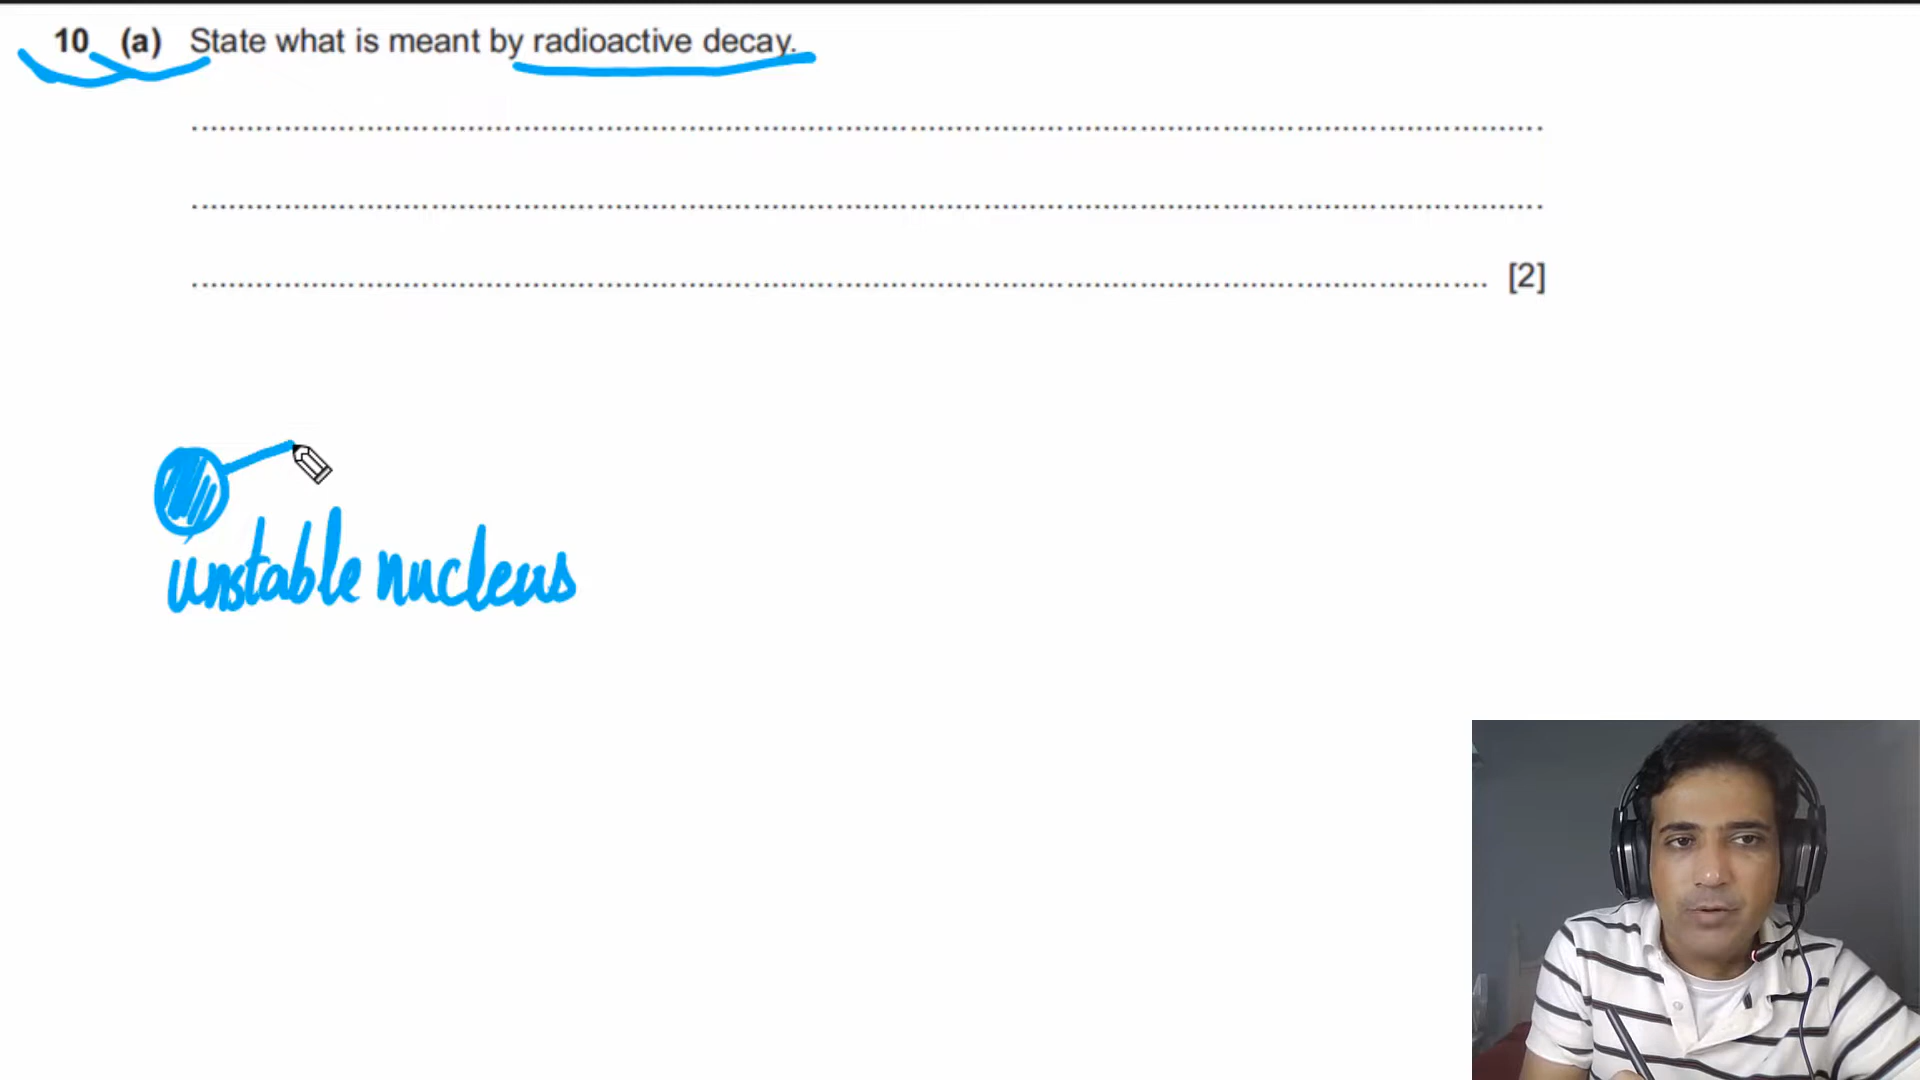 10 (a) State what is meant by radioactive decay.
[2]
unstable nucleus